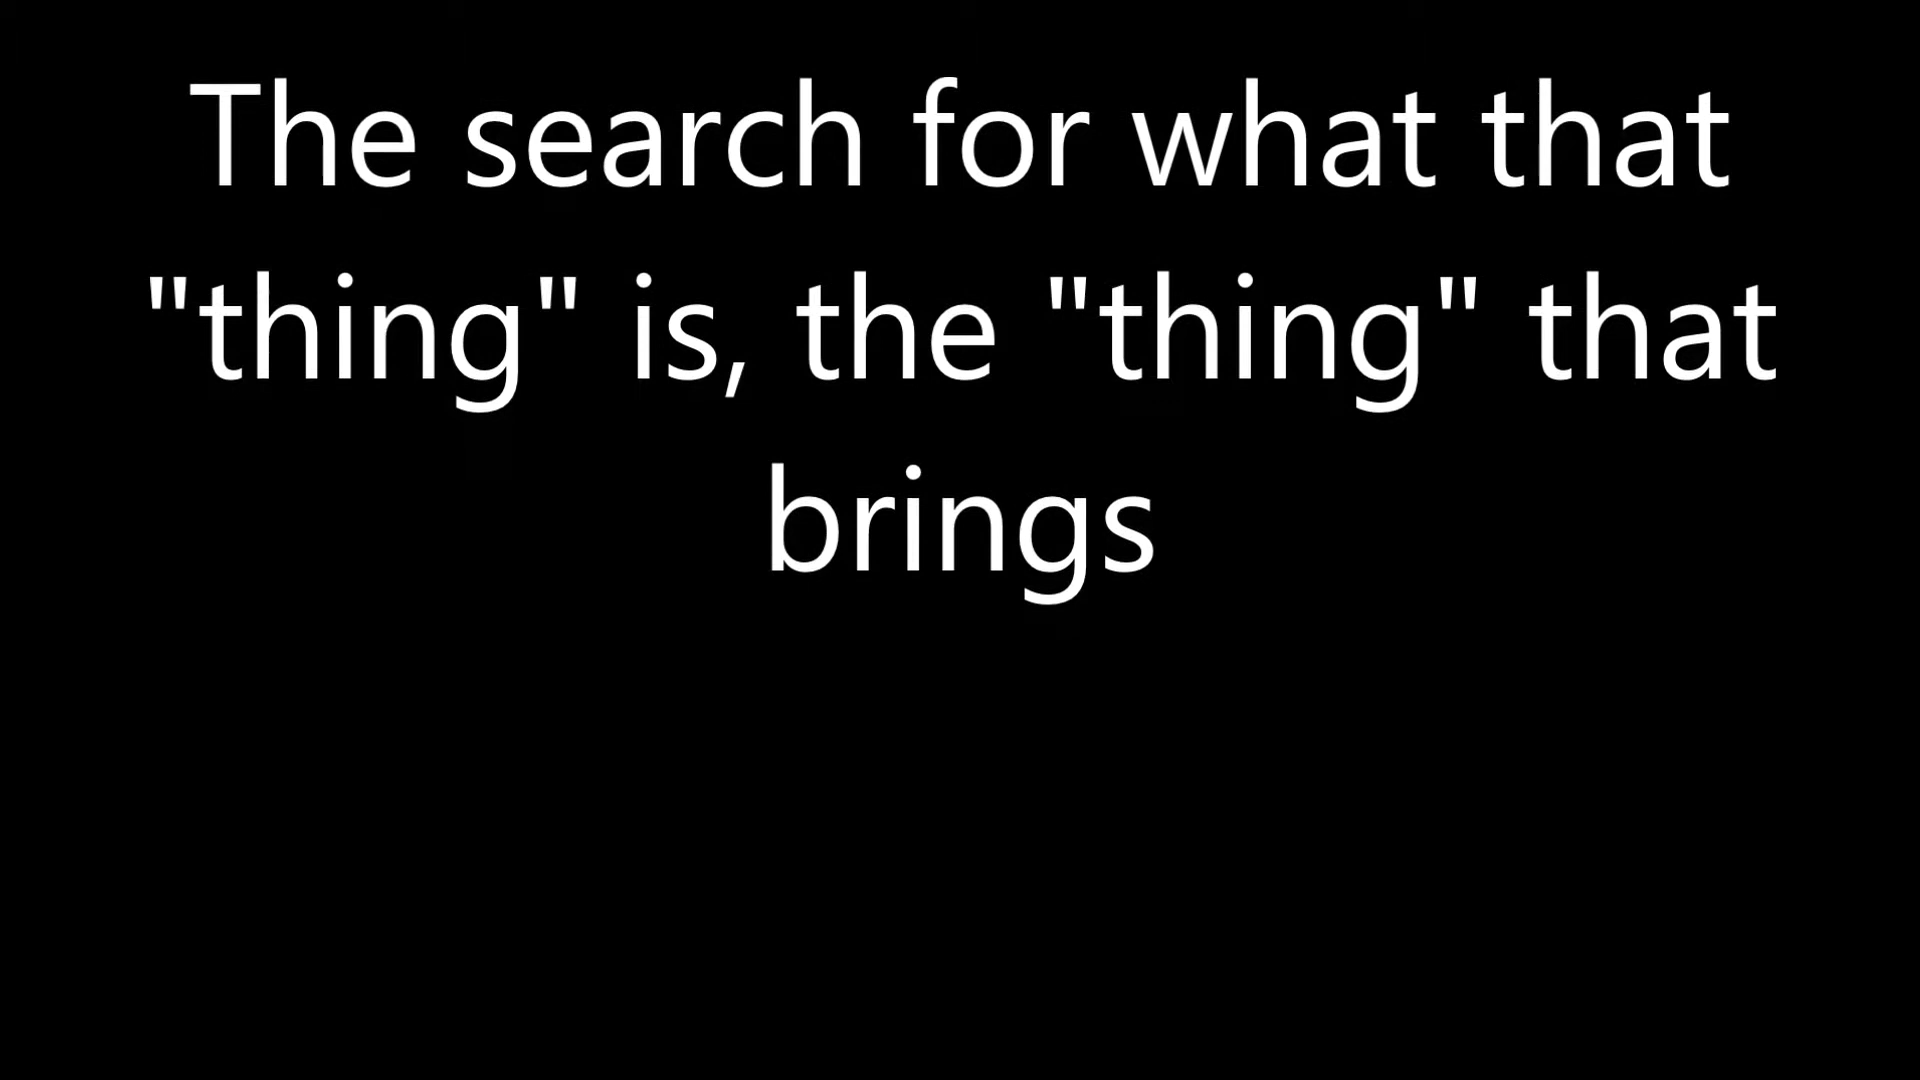 The search for what that
"thing" is, the "thing" that
brings